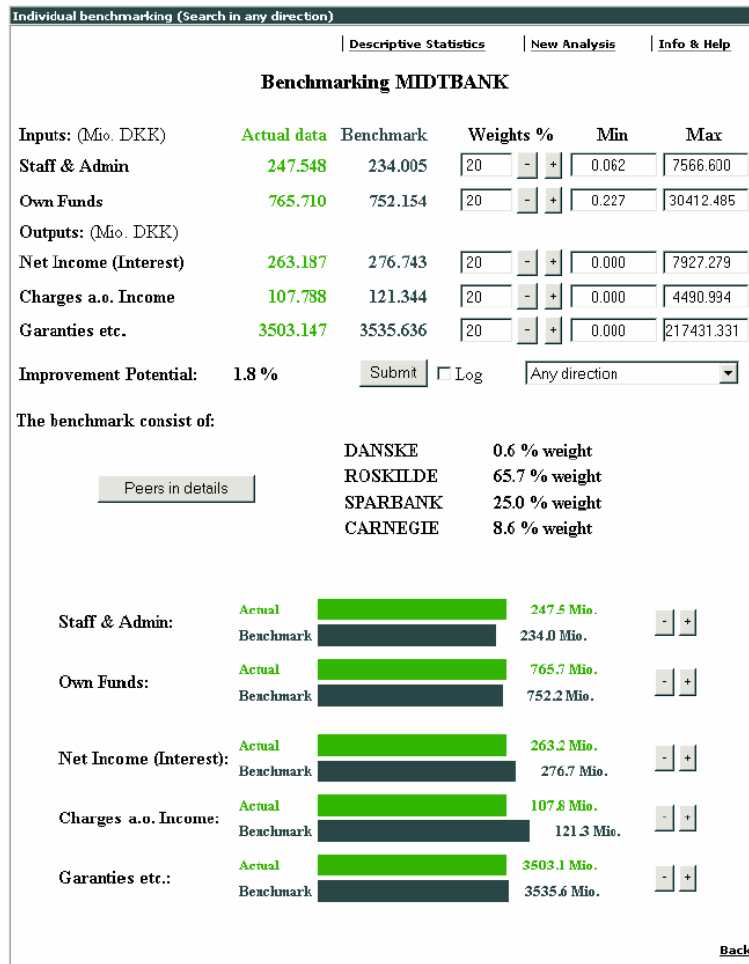 Individual benchmarking (Search in any direction)
Descriptive Statistics New Analysis Info & Help
Benchmarking MIDTBANK
Inputs: (Mio. DKK) Actual data Benchmark Weights % Min Max
Staff & Admin 247.548 234.005 20 - + 0.062 7566.600
Own Funds 765.710 752.154 20 - + 0.227 30412.485
Outputs: (Mio. DKK)
Net Income (Interest) 263.187 276.743 20 - + 0.000 7927.279
Charges a.o. Income 107.788 121.344 20 - + 0.000 4490.994
Garanties etc. 3503.147 3535.636 20 - + 0.000 217431.331
Improvement Potential: 1.8 % Submit Log Any direction
The benchmark consist of:
DANSKE 0.6 % weight
ROSKILDE 65.7 % weight
Peers in details
SPARBANK 25.0 % weight
CARNEGIE 8.6 % weight
Actual 247.5 Mio.
Staff & Admin: - +
Benchmark 234.0 Mio.
Actual 765.7 Mio.
Own Funds: - +
Benchmark 752.2 Mio.
Actual 263.2 Mio.
Net Income (Interest): - +
Benchmark 276.7 Mio.
Actual 107.8 Mio.
Charges a.o. Income: - +
Benchmark 121.3 Mio.
Actual 3503.1 Mio.
Garanties etc.: - +
Benchmark 3535.6 Mio.
Back